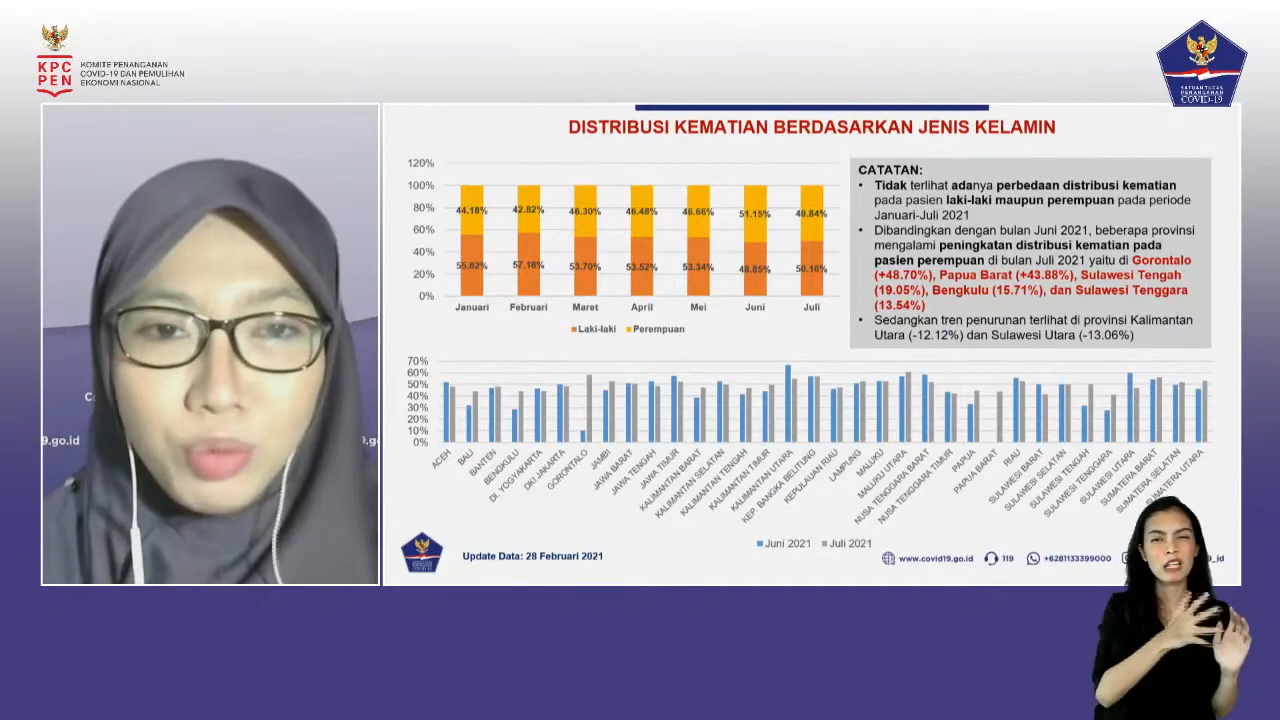 KPC
PEN
KOMITE PENANGANAN
COVID-19 DAN PEMULIHAN
EKONOMI NASIONAL
SATUAN TUGAS
PENANGANAN
COVID-19
19.go.id
DISTRIBUSI KEMATIAN BERDASARKAN JENIS KELAMIN
120%
100%
80%
60%
40%
20%
0%
44.18% 42.82% 46.30% 46.48% 46.66% 51.15% 49.84%
55.82% 57.18% 53.70% 53.52% 53.34% 48.85% 50.16%
Januari Februari Maret April Mei Juni Juli
Laki-laki Perempuan
CATATAN:
• Tidak terlihat adanya perbedaan distribusi kematian
pada pasien laki-laki maupun perempuan pada periode
Januari-Juli 2021
• Dibandingkan dengan bulan Juni 2021, beberapa provinsi
mengalami peningkatan distribusi kematian pada
pasien perempuan di bulan Juli 2021 yaitu di Gorontalo
(+48.70%), Papua Barat (+43.88%), Sulawesi Tengah
(19.05%), Bengkulu (15.71%), dan Sulawesi Tenggara
(13.54%)
• Sedangkan tren penurunan terlihat di provinsi Kalimantan
Utara (-12.12%) dan Sulawesi Utara (-13.06%)
70%
60%
50%
40%
30%
20%
10%
0%
ACEH
BALI
BANTEN
BENGKULU
DI. YOGYAKARTA
DKI JAKARTA
GORONTALO
JAMBI
JAWA BARAT
JAWA TENGAH
JAWA TIMUR
KALIMANTAN BARAT
KALIMANTAN SELATAN
KALIMANTAN TENGAH
KALIMANTAN TIMUR
KALIMANTAN UTARA
KEP. BANGKA BELITUNG
KEPULAUAN RIAU
LAMPUNG
MALUKU
MALUKU UTARA
NUSA TENGGARA BARAT
NUSA TENGGARA TIMUR
PAPUA
PAPUA BARAT
RIAU
SULAWESI BARAT
SULAWESI SELATAN
SULAWESI TENGAH
SULAWESI TENGGARA
SULAWESI UTARA
SUMATERA BARAT
SUMATERA SELATAN
SUMATERA UTARA
Juni 2021 Juli 2021
Update Data: 28 Februari 2021
www.covid19.go.id 119 +6281133399000